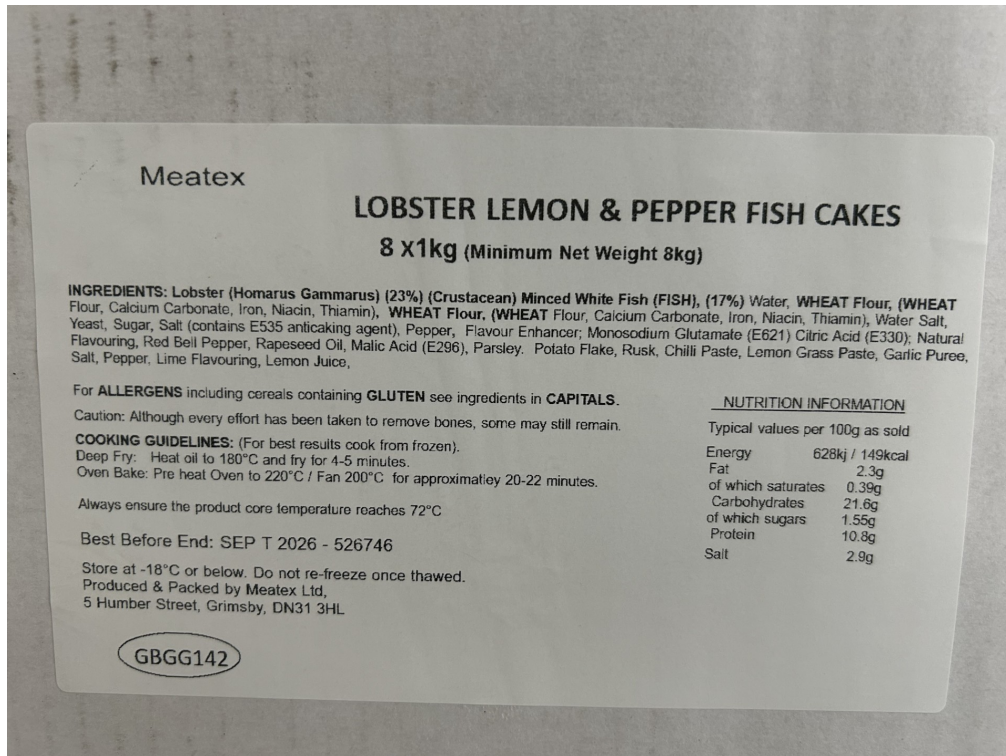 Meatex
LOBSTER LEMON & PEPPER FISH CAKES
8 x1kg (Minimum Net Weight 8kg)
INGREDIENTS: Lobster (Homarus Gammarus) (23%) (Crustacean) Minced White Fish (FISH), (17%) Water, WHEAT Flour, (WHEAT
Flour, Calcium Carbonate, Iron, Niacin, Thiamin), WHEAT Flour, (WHEAT Flour, Calcium Carbonate, Iron, Niacin, Thiamin), Water Salt,
Yeast, Sugar, Salt (contains E535 anticaking agent), Pepper, Flavour Enhancer; Monosodium Glutamate (E621) Citric Acid (E330); Natural
Flavouring, Red Bell Pepper, Rapeseed Oil, Malic Acid (E296), Parsley. Potato Flake, Rusk, Chilli Paste, Lemon Grass Paste, Garlic Puree,
Salt, Pepper, Lime Flavouring, Lemon Juice,
For ALLERGENS including cereals containing GLUTEN see ingredients in CAPITALS.
Caution: Although every effort has been taken to remove bones, some may still remain.
COOKING GUIDELINES: (For best results cook from frozen).
Deep Fry: Heat oil to 180°C and fry for 4-5 minutes.
Oven Bake: Pre heat Oven to 220°C / Fan 200°C for approximatley 20-22 minutes.
Always ensure the product core temperature reaches 72°C
Best Before End: SEP T 2026 - 526746
Store at -18°C or below. Do not re-freeze once thawed.
Produced & Packed by Meatex Ltd,
5 Humber Street, Grimsby, DN31 3HL
GBGG142
NUTRITION INFORMATION
Typical values per 100g as sold
Energy 628kj / 149kcal
Fat 2.3g
of which saturates 0.39g
Carbohydrates 21.6g
of which sugars 1.55g
Protein 10.8g
Salt 2.9g